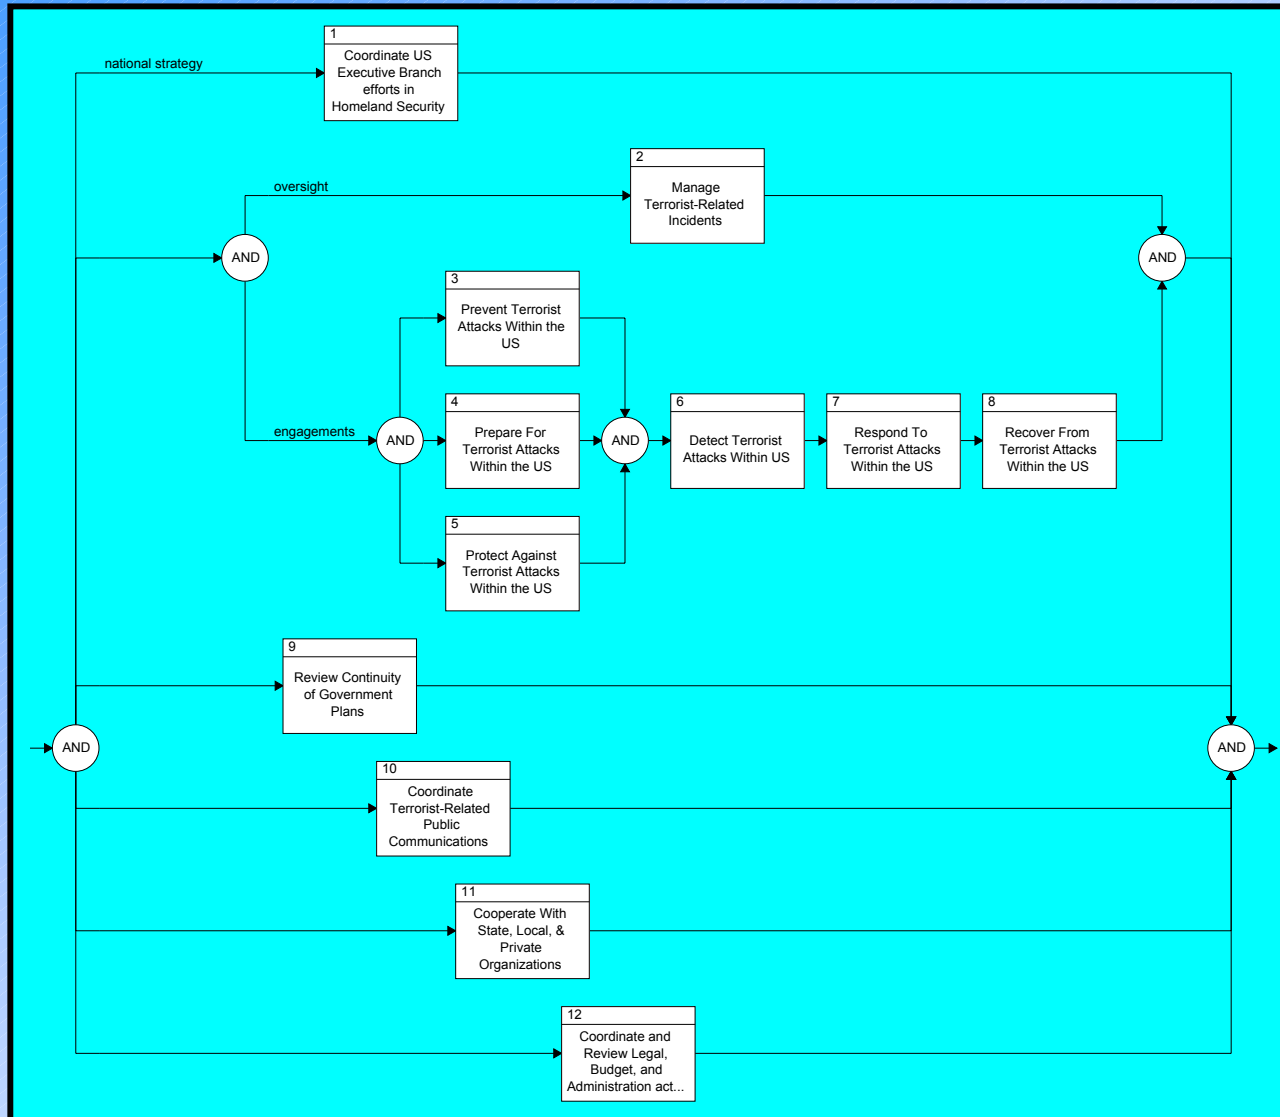 1
Coordinate US
Executive Branch
efforts in
Homeland Security
national strategy
2
Manage
Terrorist-Related
Incidents
oversight
AND
AND
3
Prevent Terrorist
Attacks Within the
US
4
Prepare For
Terrorist Attacks
Within the US
engagements
AND
AND
6
Detect Terrorist
Attacks Within US
7
Respond To
Terrorist Attacks
Within the US
8
Recover From
Terrorist Attacks
Within the US
5
Protect Against
Terrorist Attacks
Within the US
9
Review Continuity
of Government
Plans
AND
AND
10
Coordinate
Terrorist-Related
Public
Communications
11
Cooperate With
State, Local, &
Private
Organizations
12
Coordinate and
Review Legal,
Budget, and
Administration act...